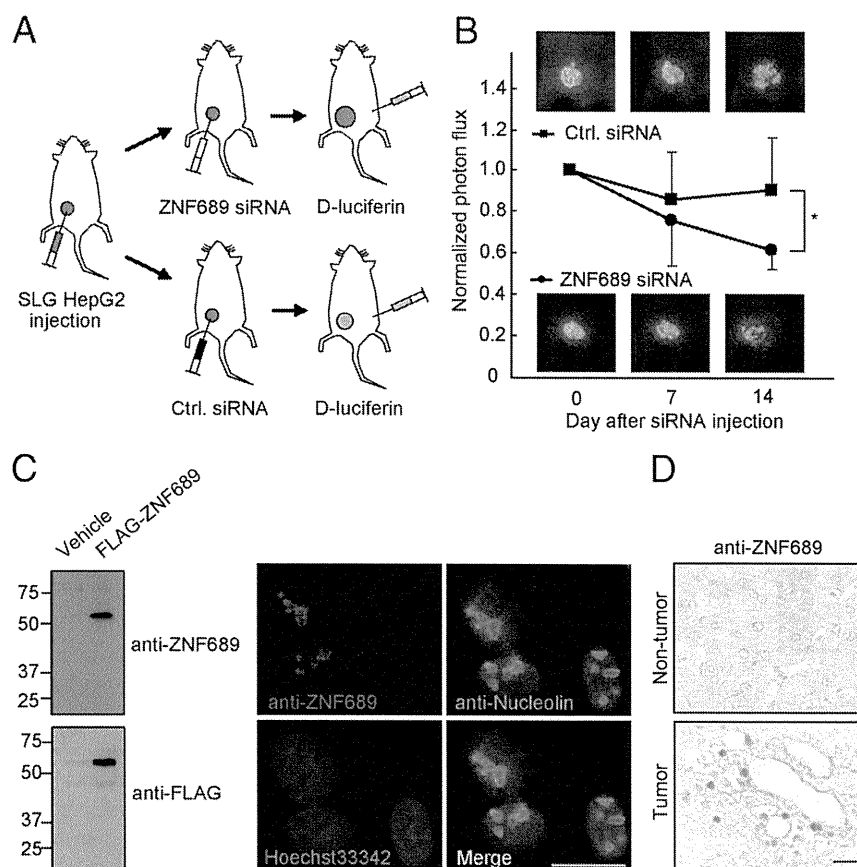 A
SLG HepG2
injection
ZNF689 siRNA
D-luciferin
Ctrl. siRNA
D-luciferin
B
Normalized photon flux
1.4
1.2
1.0
0.8
0.6
0.4
0.2
0
Ctrl. siRNA
*
ZNF689 siRNA
0 7 14
Day after siRNA injection
C
Vehicle
FLAG-ZNF689
75
50
37
25
anti-ZNF689
75
50
37
25
anti-FLAG
anti-ZNF689
anti-Nucleolin
Hoechst33342
Merge
D
anti-ZNF689
Non-tumor
Tumor